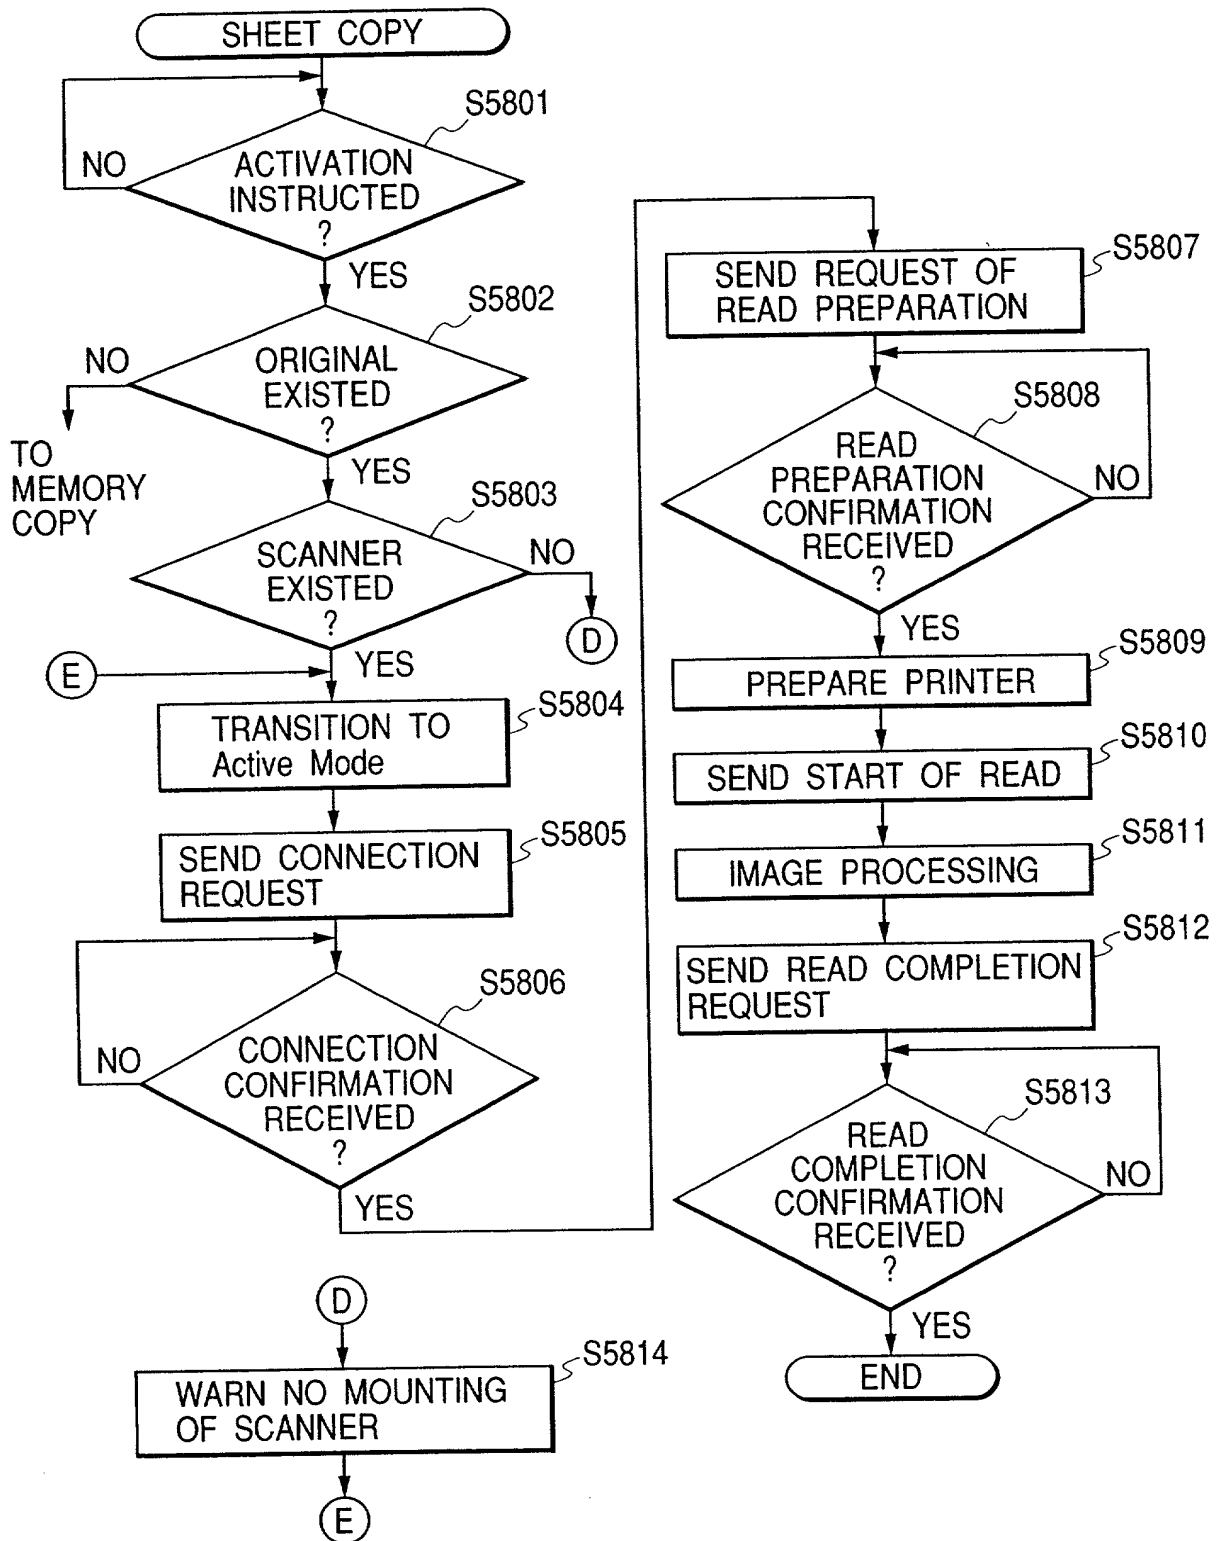 SHEET COPY
S5801
NO
ACTIVATION
INSTRUCTED
?
YES
S5802
NO
ORIGINAL
EXISTED
?
TO
MEMORY
COPY
YES
S5803
SCANNER
EXISTED
?
NO
D
E
YES
S5804
TRANSITION TO
Active Mode
S5805
SEND CONNECTION
REQUEST
S5806
NO
CONNECTION
CONFIRMATION
RECEIVED
?
YES
S5807
SEND REQUEST OF
READ PREPARATION
S5808
READ
PREPARATION
CONFIRMATION
RECEIVED
?
NO
YES
S5809
PREPARE PRINTER
S5810
SEND START OF READ
S5811
IMAGE PROCESSING
S5812
SEND READ COMPLETION
REQUEST
S5813
READ
COMPLETION
CONFIRMATION
RECEIVED
?
NO
YES
END
D
S5814
WARN NO MOUNTING
OF SCANNER
E